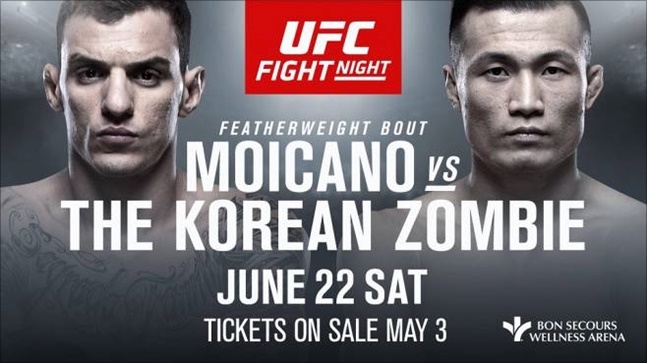 UFC
FIGHT NIGHT
FEATHERWEIGHT BOUT
MOICANO VS
THE KOREAN ZOMBIE
JUNE 22 SAT
TICKETS ON SALE MAY 3
BON SECOURS
WELLNESS ARENA